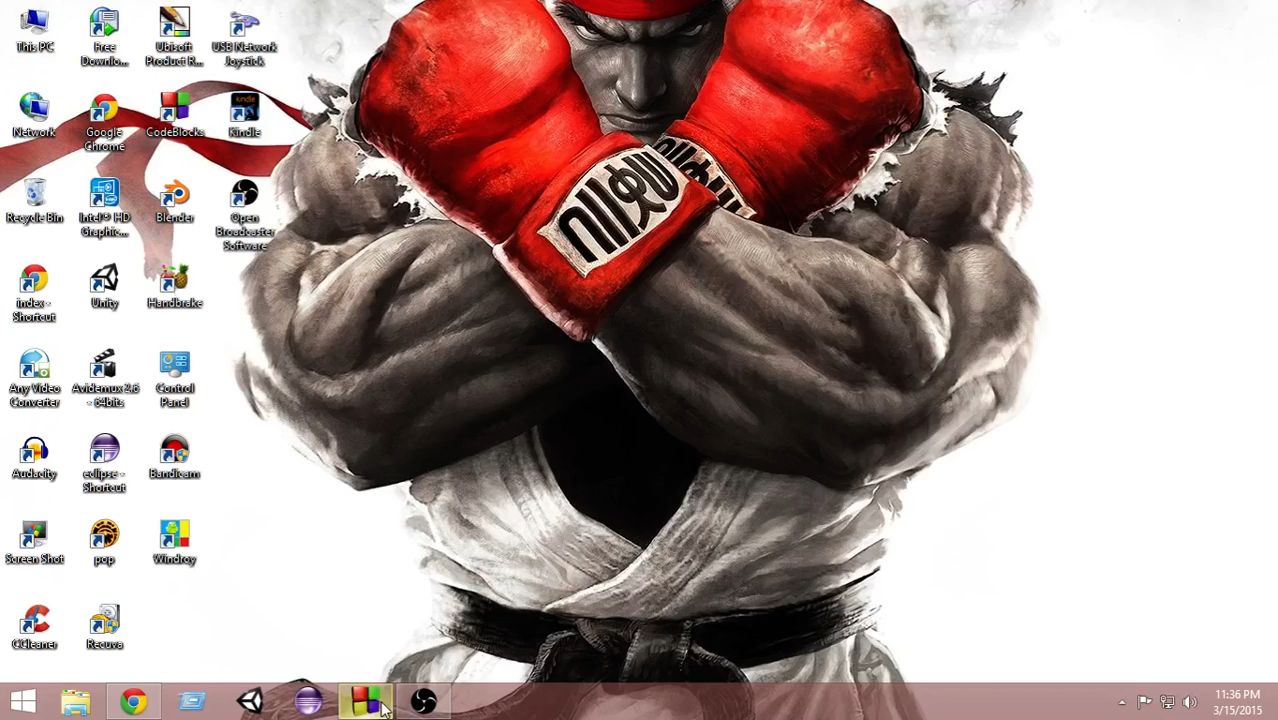 This PC
Free
Downlo...
Ubisoft
Product R...
USB Network
Joystick
Network
Google
Chrome
CodeBlocks
kindle
Kindle
Recycle Bin
Intel® HD
Graphic...
Blender
Open
Broadcaster
Software
index -
Shortcut
Unity
Handbrake
Any Video
Converter
Avidemux 2.6
- 64bits
Control
Panel
Audacity
eclipse -
Shortcut
Bandicam
Screen Shot
pop
Windroy
CCleaner
Recuva
11:36 PM
3/15/2015